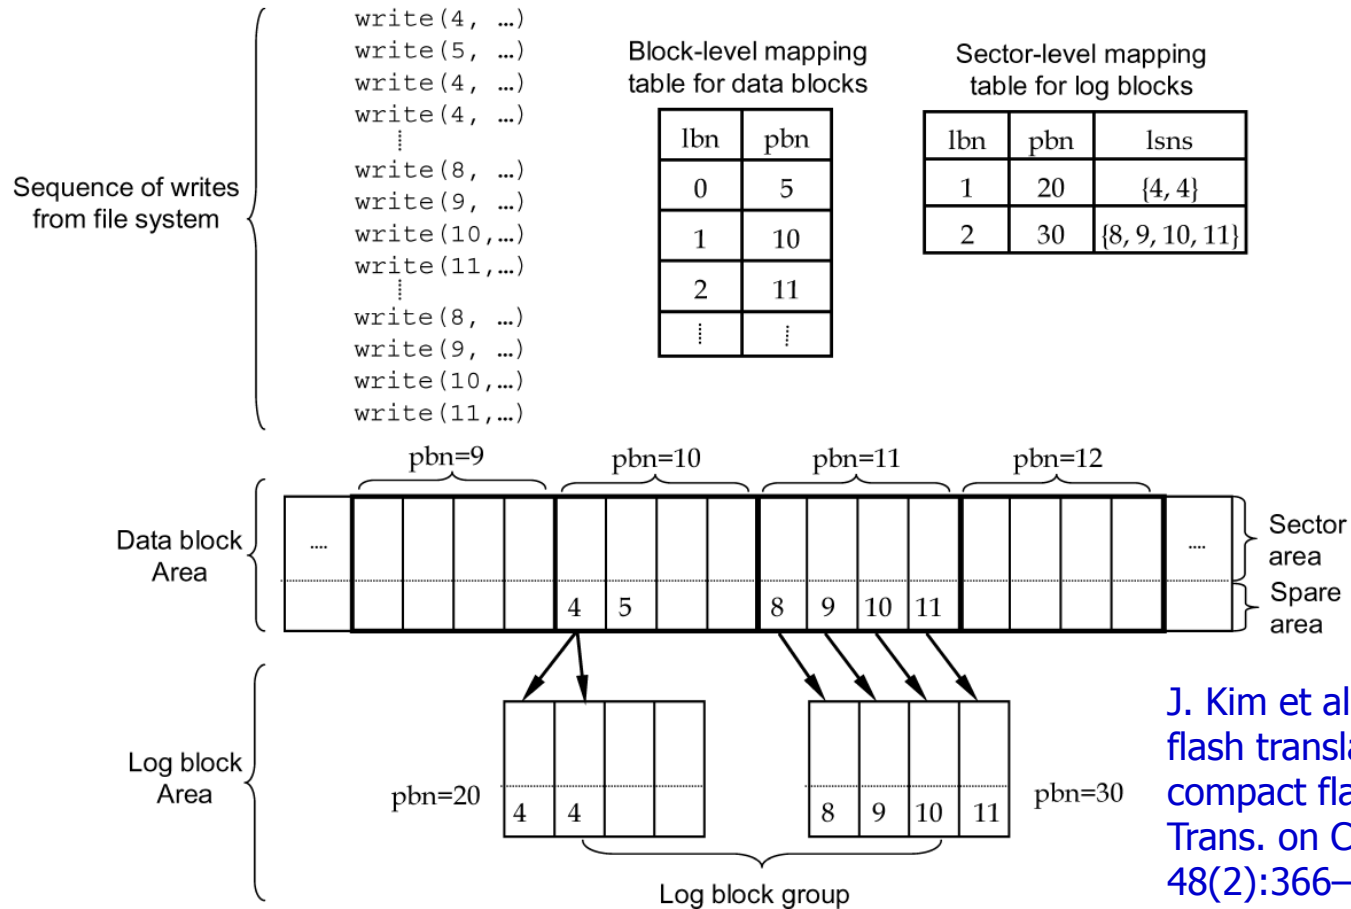 write(4, …)
write(5, …)
write(4, …)
write(4, …)
write(8, …)
write(9, …)
write(10,…)
write(11,…)
write(8, …)
write(9, …)
write(10,…)
write(11,…)
Sequence of writes
from file system
Block-level mapping
table for data blocks
lbn pbn
0 5
1 10
2 11
⋮ ⋮
Sector-level mapping
table for log blocks
lbn pbn lsns
1 20 {4, 4}
2 30 {8, 9, 10, 11}
pbn=9 pbn=10 pbn=11 pbn=12
Data block
Area
.... ....
4 5 8 9 10 11
Sector
area
Spare
area
Log block
Area
pbn=20
4 4
8 9 10 11
pbn=30
Log block group
J. Kim et al
flash transla
compact fla
Trans. on C
48(2):366–